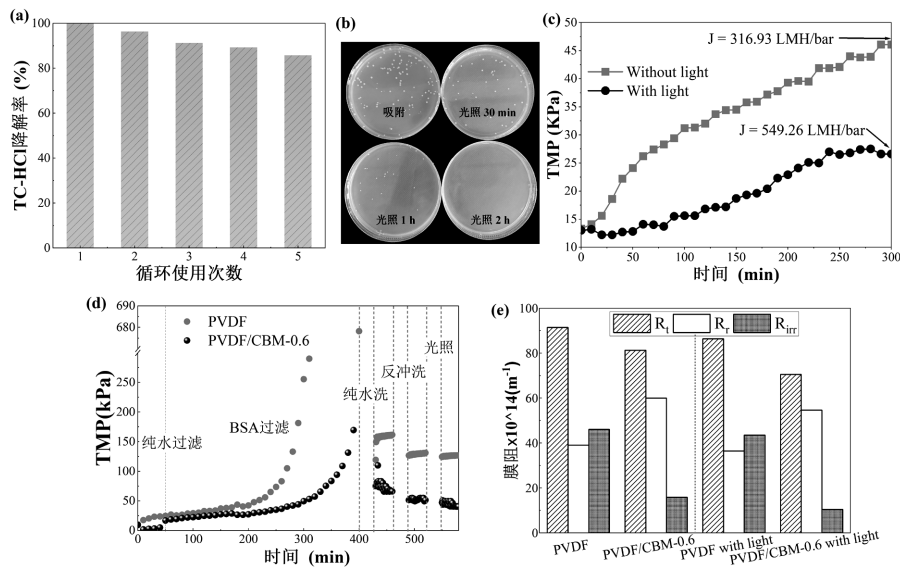 (a)
TC-HCl降解率 (%)
100
80
60
40
20
0
1 2 3 4 5
循环使用次数
(b)
吸附
光照 30 min
光照 1 h
光照 2 h
(c)
TMP (KPa)
50
45
40
35
30
25
20
15
10
J = 316.93 LMH/bar
Without light
With light
J = 549.26 LMH/bar
0 50 100 150 200 250 300
时间 (min)
(d)
TMP(kPa)
690
680
250
200
150
100
50
0
PVDF
PVDF/CBM-0.6
纯水过滤
BSA过滤
纯水洗
反冲洗
光照
0 100 200 300 400 500
时间 (min)
(e)
膜阻x10^14(m⁻¹)
100
80
60
40
20
0
Rt Rr Rirr
PVDF
PVDF/CBM-0.6
PVDF with light
PVDF/CBM-0.6 with light